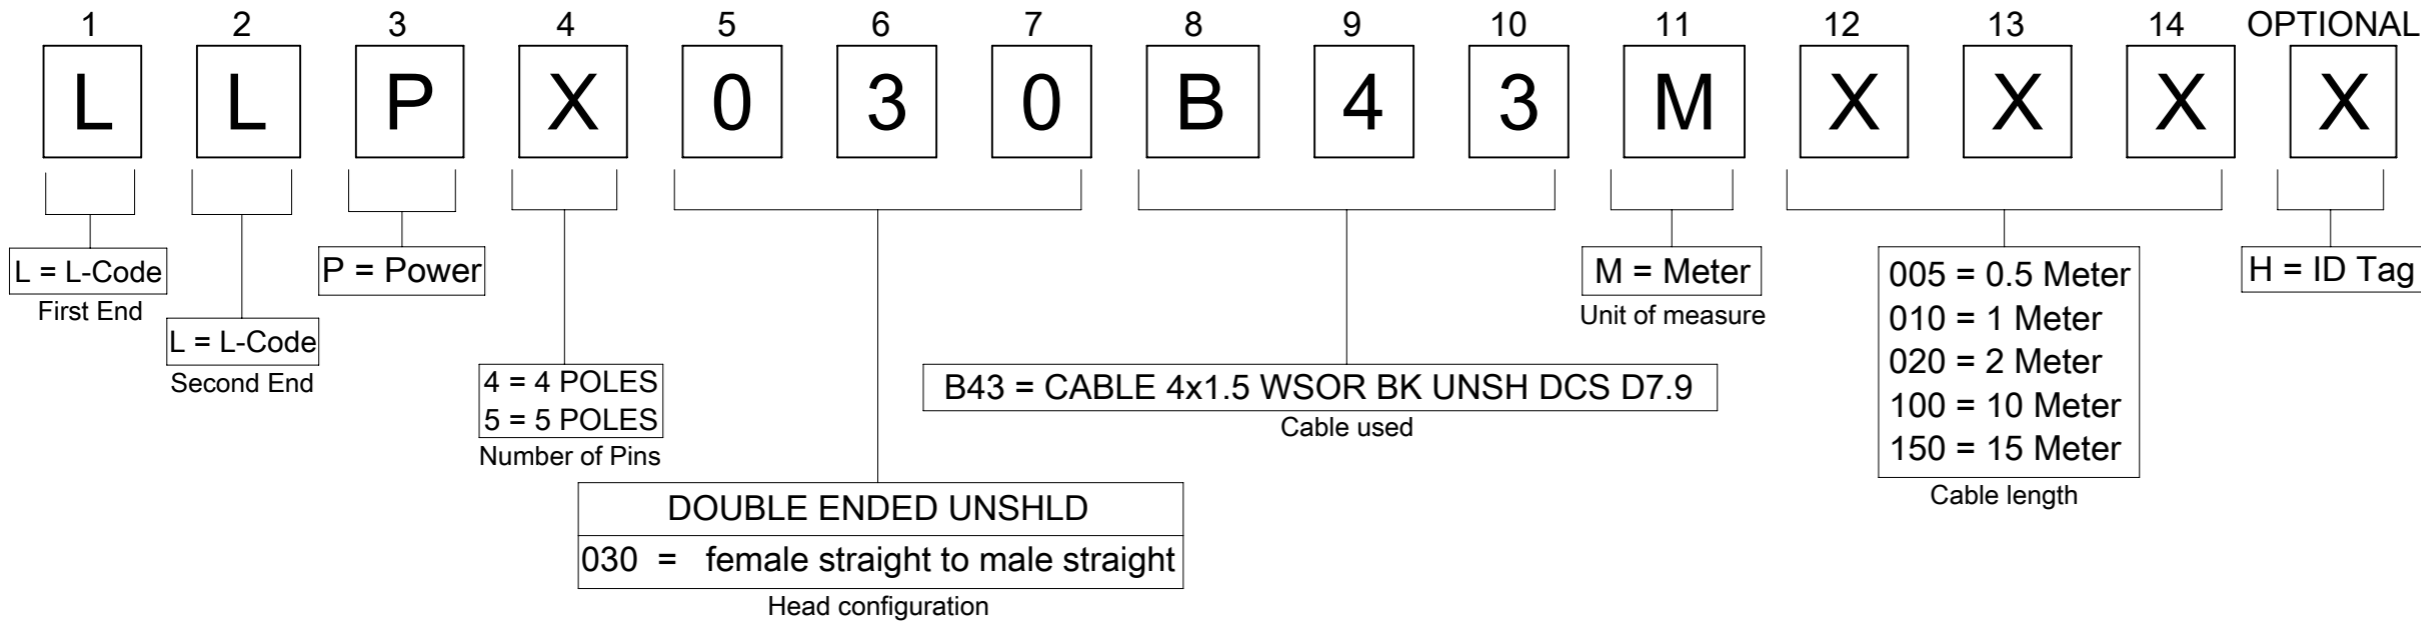 1 2 3 4 5 6 7 8 9 10 11 12 13 14 OPTIONAL
L L P X 0 3 0 B 4 3 M X X X X
L = L-Code
First End
L = L-Code
Second End
P = Power
4 = 4 POLES
5 = 5 POLES
Number of Pins
DOUBLE ENDED UNSHLD
030 = female straight to male straight
Head configuration
B43 = CABLE 4x1.5 WSOR BK UNSH DCS D7.9
Cable used
M = Meter
Unit of measure
005 = 0.5 Meter
010 = 1 Meter
020 = 2 Meter
100 = 10 Meter
150 = 15 Meter
Cable length
H = ID Tag